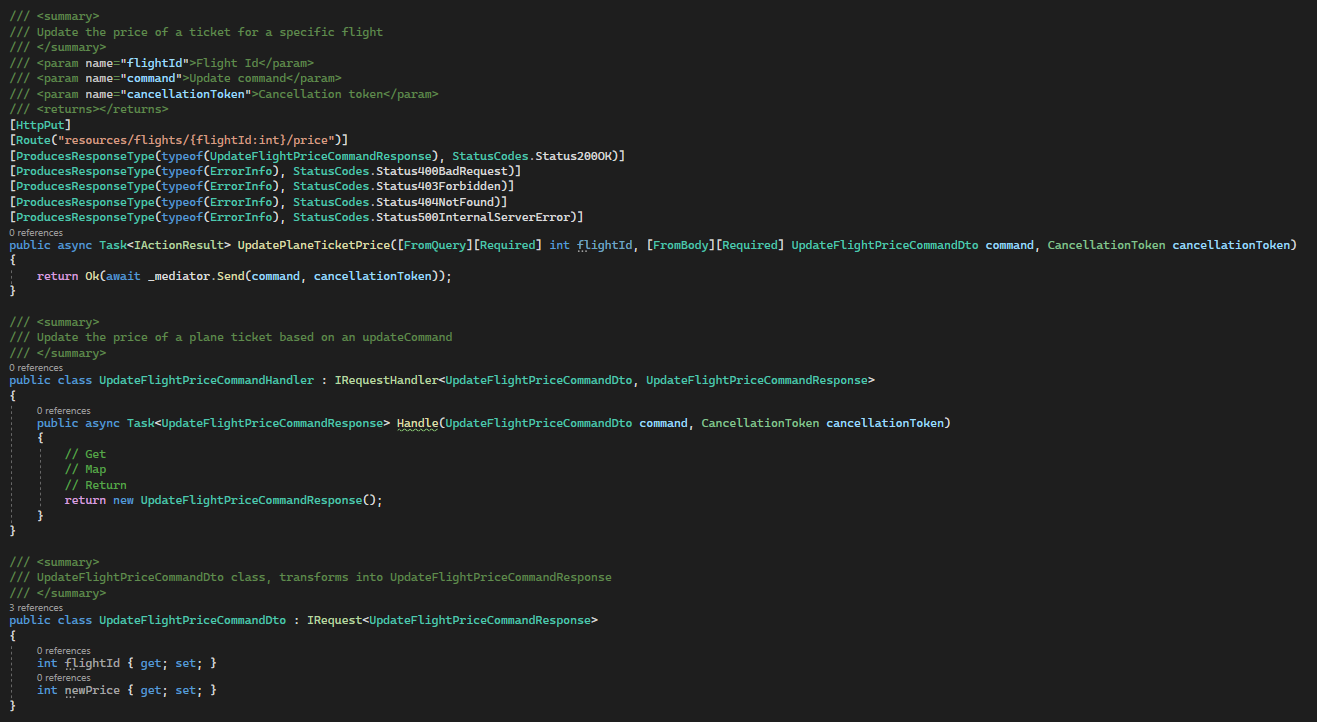 /// <summary>
/// Update the price of a ticket for a specific flight
/// </summary>
/// <param name="flightId">Flight Id</param>
/// <param name="command">Update command</param>
/// <param name="cancellationToken">Cancellation token</param>
/// <returns></returns>
[HttpPut]
[Route("resources/flights/{flightId:int}/price")]
[ProducesResponseType(typeof(UpdateFlightPriceCommandResponse), StatusCodes.Status200OK)]
[ProducesResponseType(typeof(ErrorInfo), StatusCodes.Status400BadRequest)]
[ProducesResponseType(typeof(ErrorInfo), StatusCodes.Status403Forbidden)]
[ProducesResponseType(typeof(ErrorInfo), StatusCodes.Status404NotFound)]
[ProducesResponseType(typeof(ErrorInfo), StatusCodes.Status500InternalServerError)]
0 references
public async Task<IActionResult> UpdatePlaneTicketPrice([FromQuery][Required] int flightId, [FromBody][Required] UpdateFlightPriceCommandDto command, CancellationToken cancellationToken)
{
    return Ok(await _mediator.Send(command, cancellationToken));
}

/// <summary>
/// Update the price of a plane ticket based on an updateCommand
/// </summary>
0 references
public class UpdateFlightPriceCommandHandler : IRequestHandler<UpdateFlightPriceCommandDto, UpdateFlightPriceCommandResponse>
{
    0 references
    public async Task<UpdateFlightPriceCommandResponse> Handle(UpdateFlightPriceCommandDto command, CancellationToken cancellationToken)
    {
        // Get
        // Map
        // Return
        return new UpdateFlightPriceCommandResponse();
    }
}

/// <summary>
/// UpdateFlightPriceCommandDto class, transforms into UpdateFlightPriceCommandResponse
/// </summary>
3 references
public class UpdateFlightPriceCommandDto : IRequest<UpdateFlightPriceCommandResponse>
{
    0 references
    int flightId { get; set; }
    0 references
    int newPrice { get; set; }
}